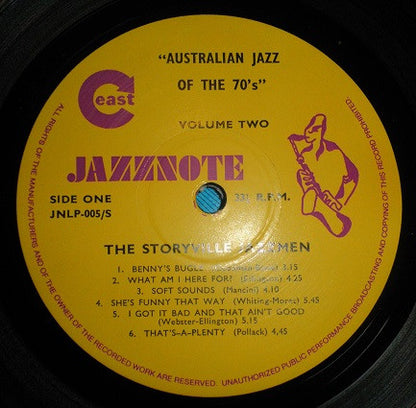 east
"AUSTRALIAN JAZZ
OF THE 70's"
VOLUME TWO
JAZZNOTE
SIDE ONE
R.P.M.
JNLP-005/S
THE STORYVILLE
1. BENNY'S BUGLE 3.15
2. WHAT AM I HERE FOR? (Ellington) 4.25
3. SOFT SOUNDS (Mancini) 4.10
4. SHE'S FUNNY THAT WAY (Whiting-Moret) 5.45
5. I GOT IT BAD AND THAT AIN'T GOOD
(Webster-Ellington) 5.15
6. THAT'S-A-PLENTY (Pollack) 4,45
ALL RIGHTS OF THE MANUFACTURERS AND OF THE OWNER OF THE RECORDED WORK ARE RESERVED. UNAUTHORIZED PUBLIC PERFORMANCE BROADCASTING AND COPYING OF THIS RECORD PROHIBITED